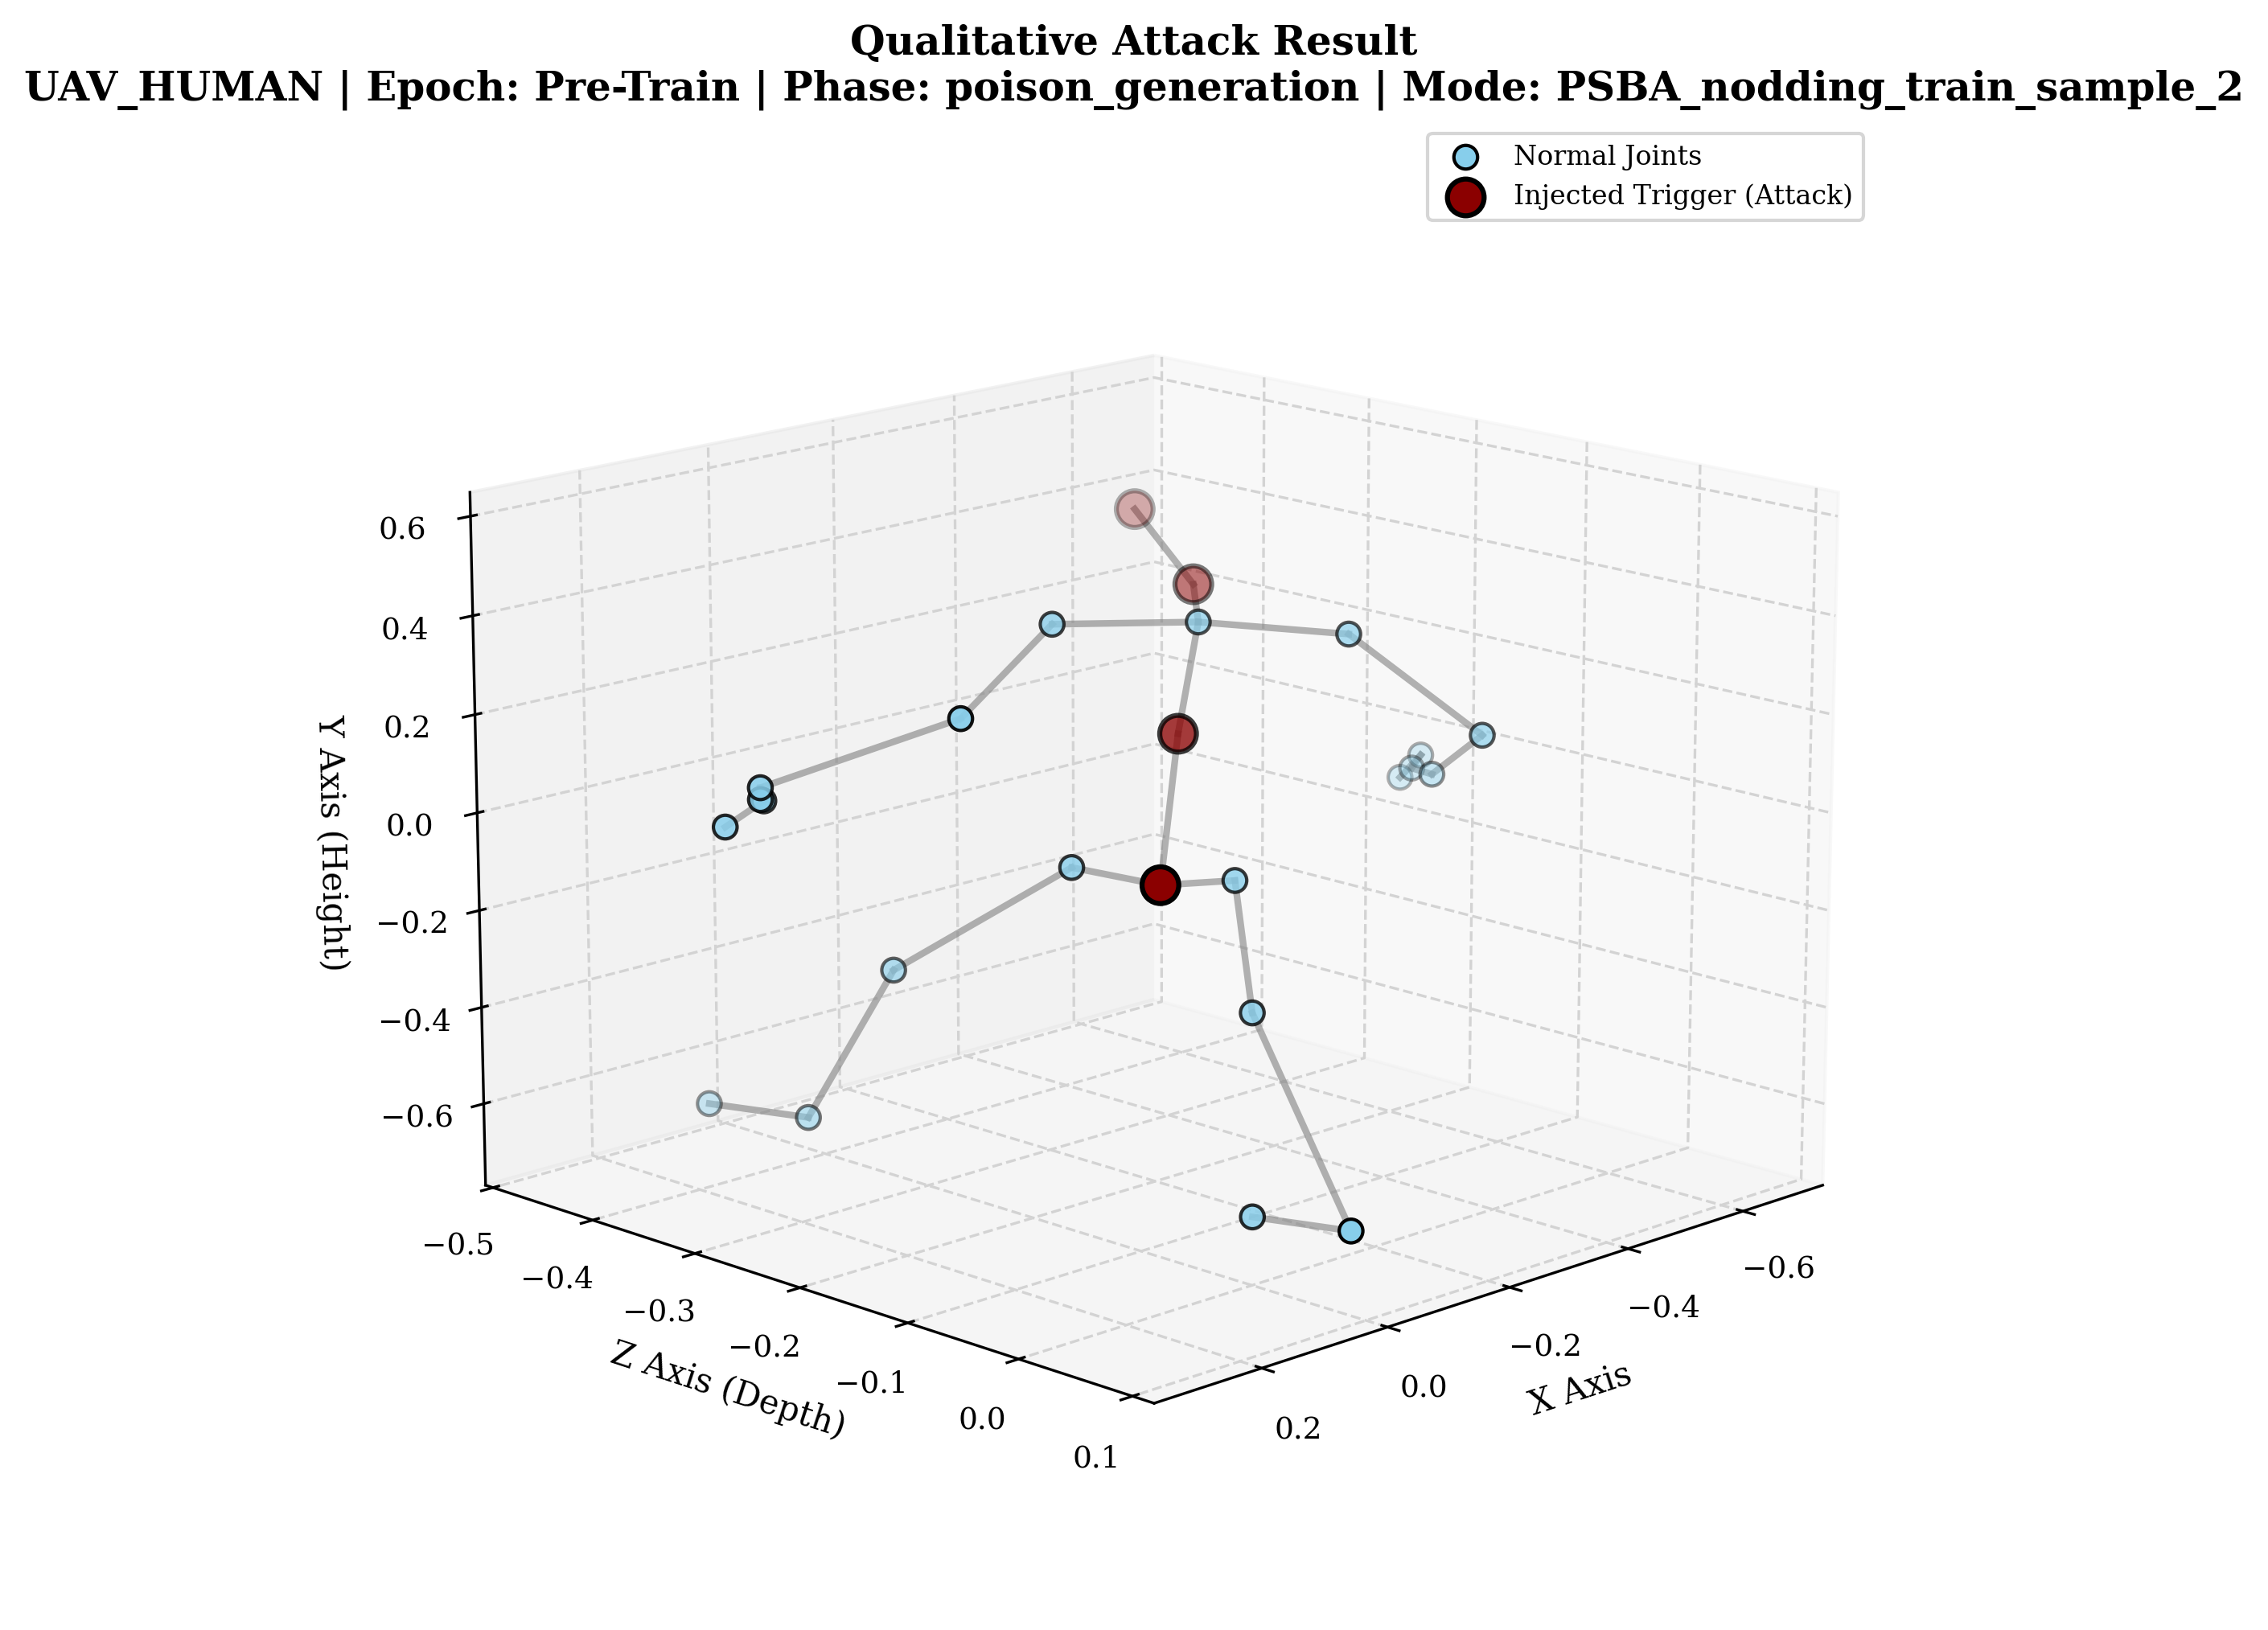 Qualitative Attack Result
UAV_HUMAN | Epoch: Pre-Train | Phase: poison_generation | Mode: PSBA_nodding_train_sample_2
Normal Joints
Injected Trigger (Attack)
0.6
0.4
0.2
0.0
−0.2
−0.4
−0.6
Y Axis (Height)
−0.5
−0.4
−0.3
−0.2
−0.1
0.0
0.1
Z Axis (Depth)
0.2
0.0
−0.2
−0.4
−0.6
X Axis